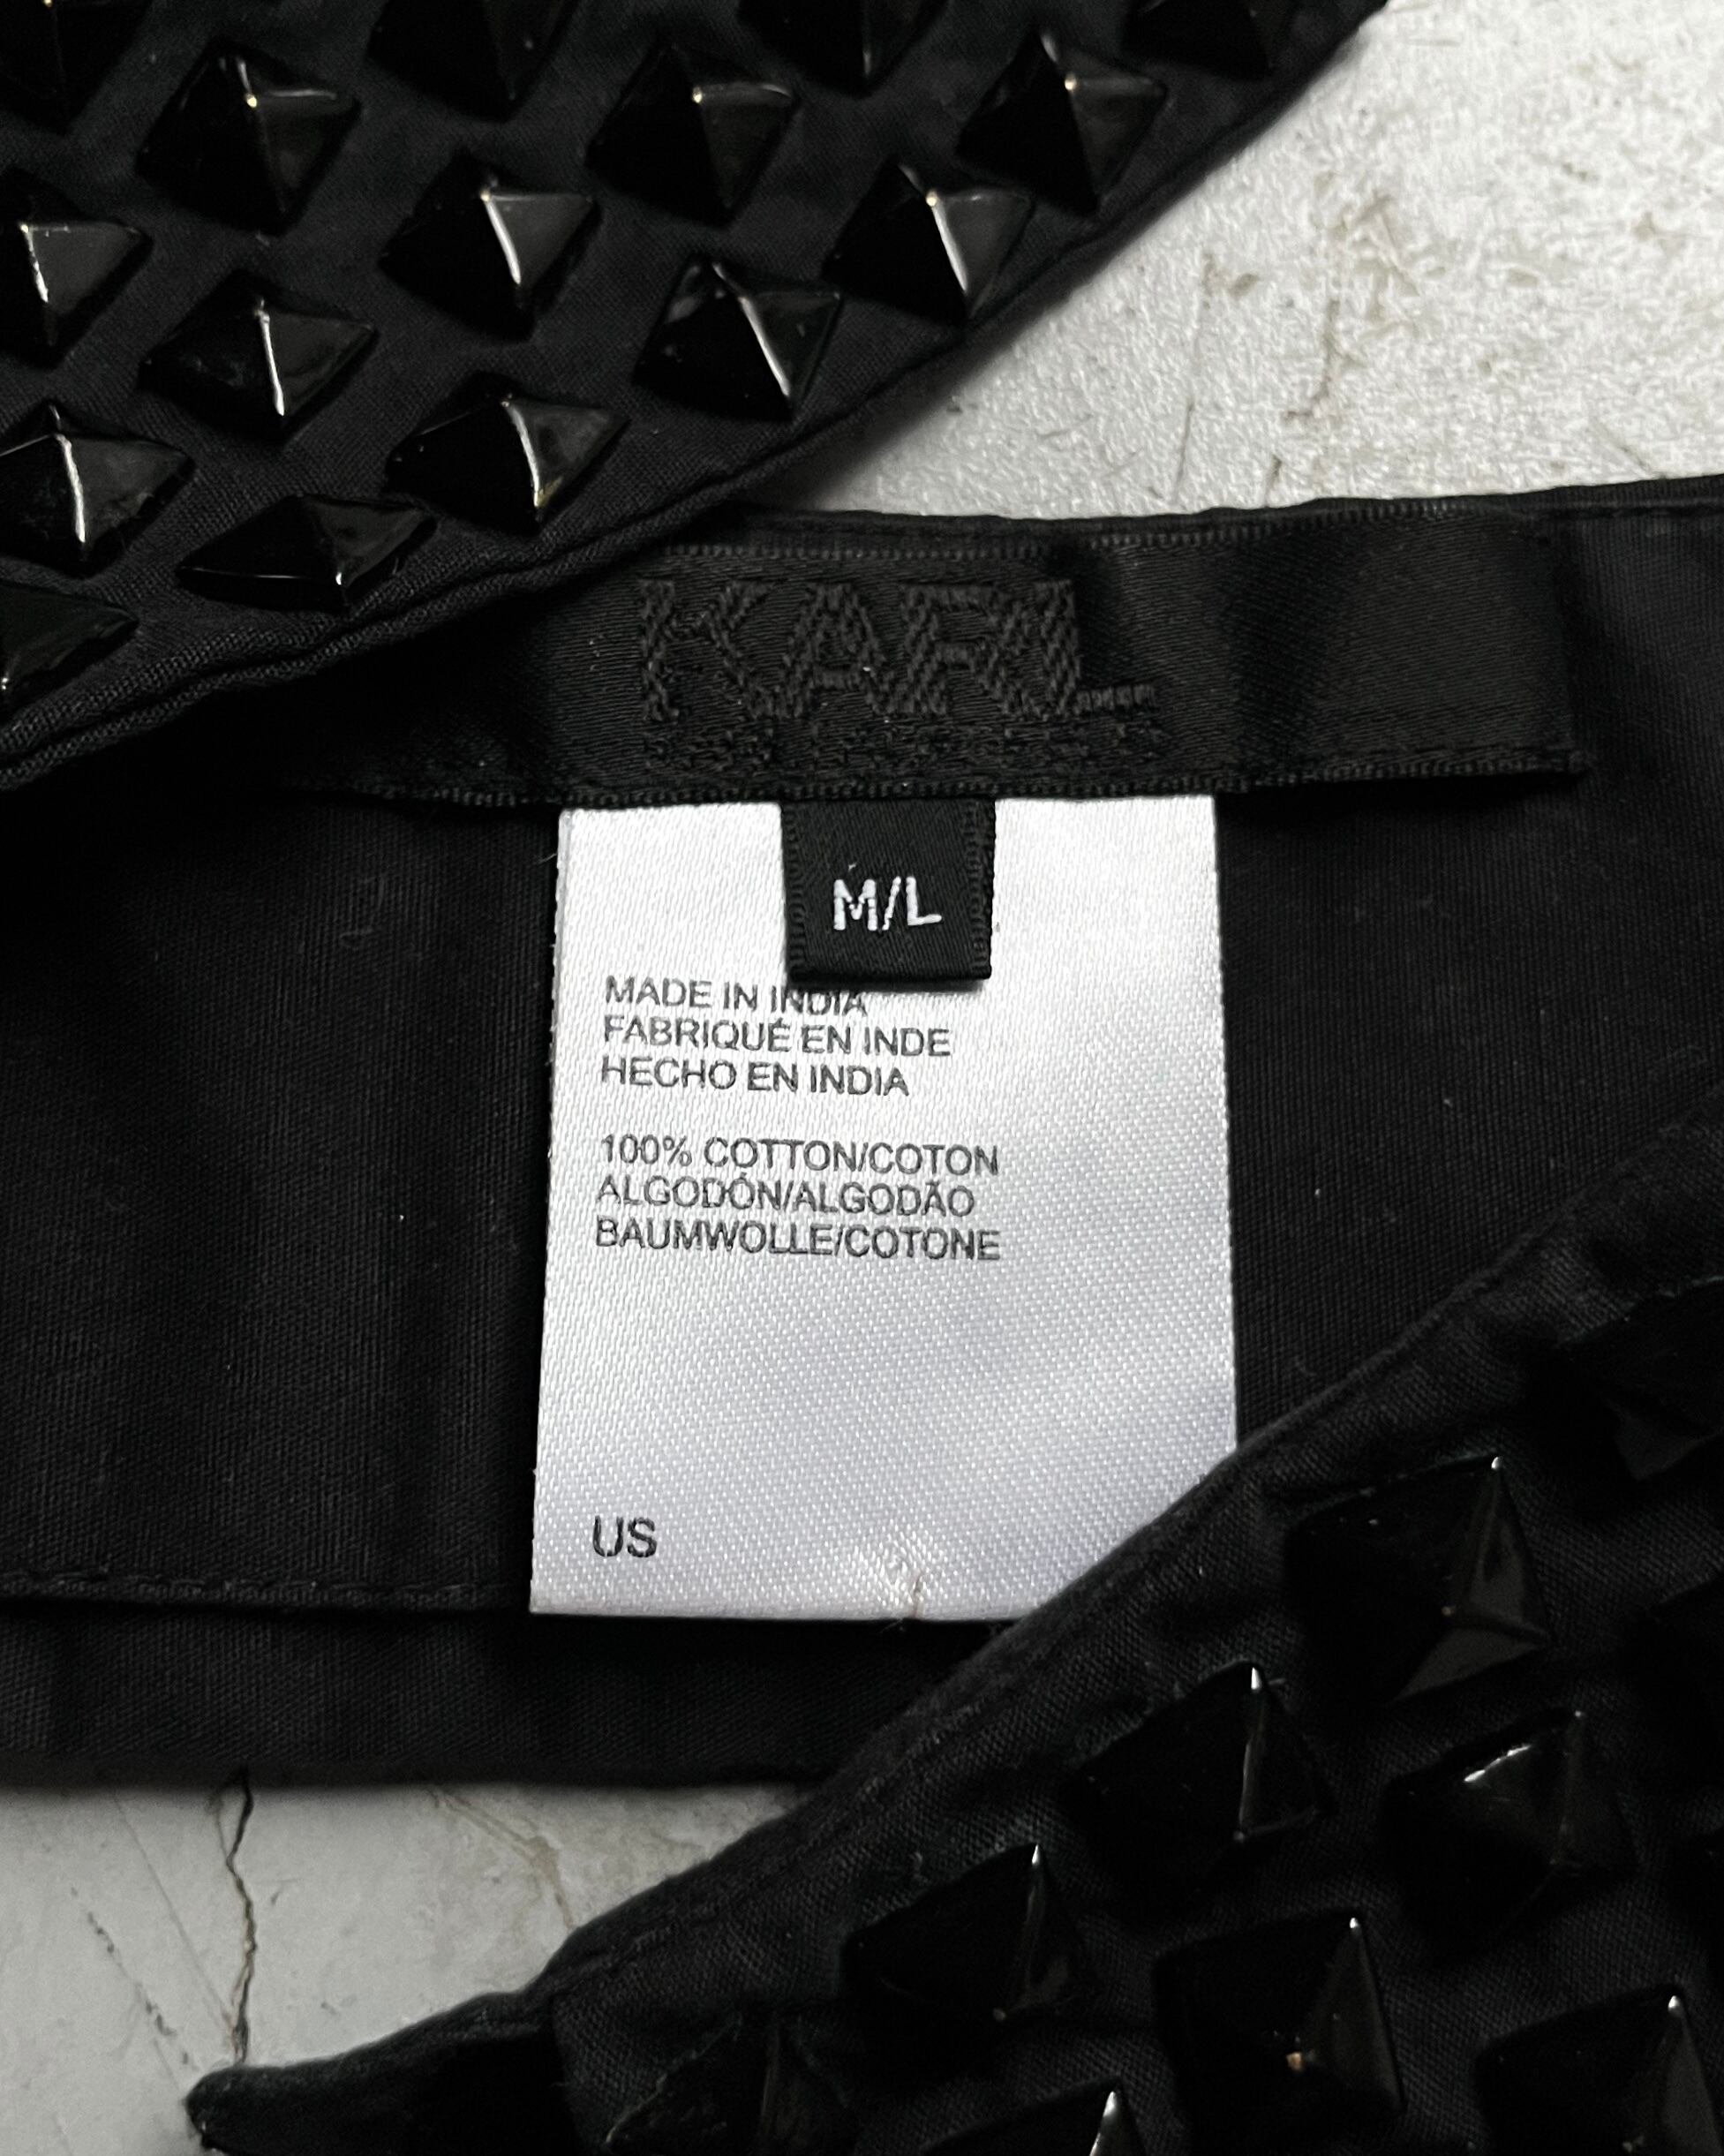 KARL
M/L
MADE IN INDIA
FABRIQUÉ EN INDE
HECHO EN INDIA
100% COTTON/COTON
ALGODÓN/ALGODÃO
BAUMWOLLE/COTONE
US